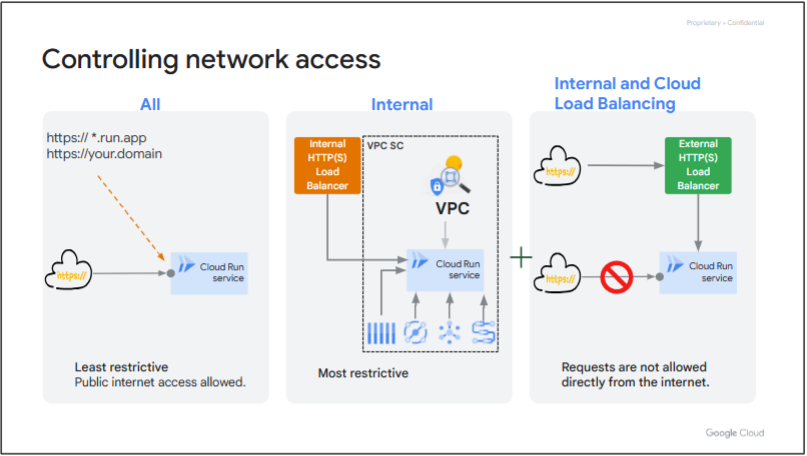 Proprietary + Confidential
Controlling network access
All
https:// *.run.app
https://your.domain
https://
Cloud Run
service
Least restrictive
Public internet access allowed.
Internal
Internal
HTTP(S)
Load
Balancer
VPC SC
VPC
Cloud Run
service
Most restrictive
+
Internal and Cloud
Load Balancing
https://
External
HTTP(S)
Load
Balancer
https://
Cloud Run
service
Requests are not allowed
directly from the internet.
Google Cloud